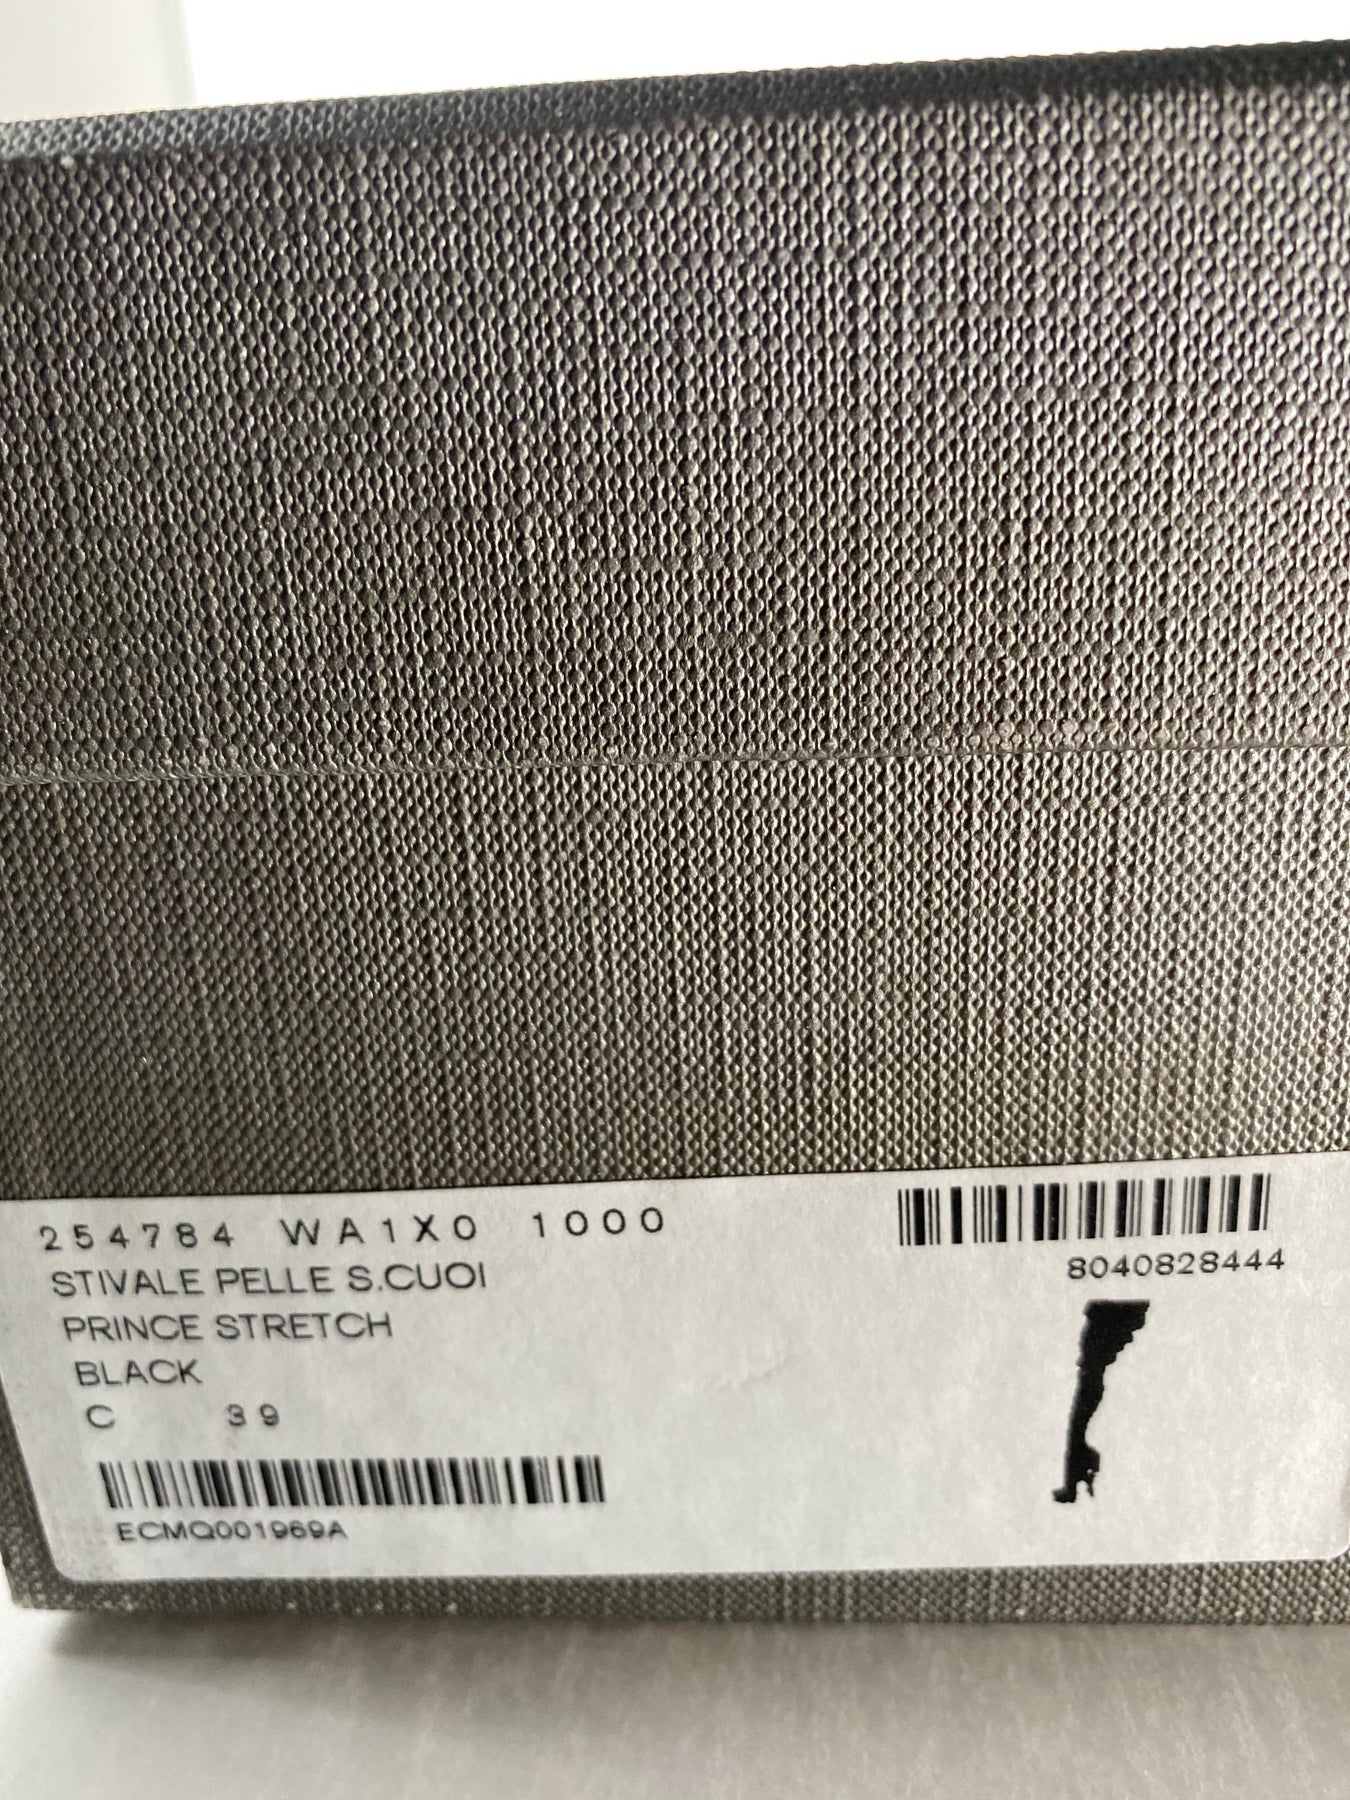 254784 WA1X0 1000
STIVALE PELLE S.CUOI
PRINCE STRETCH
BLACK
C 39
ECMQ001969A
8040828444